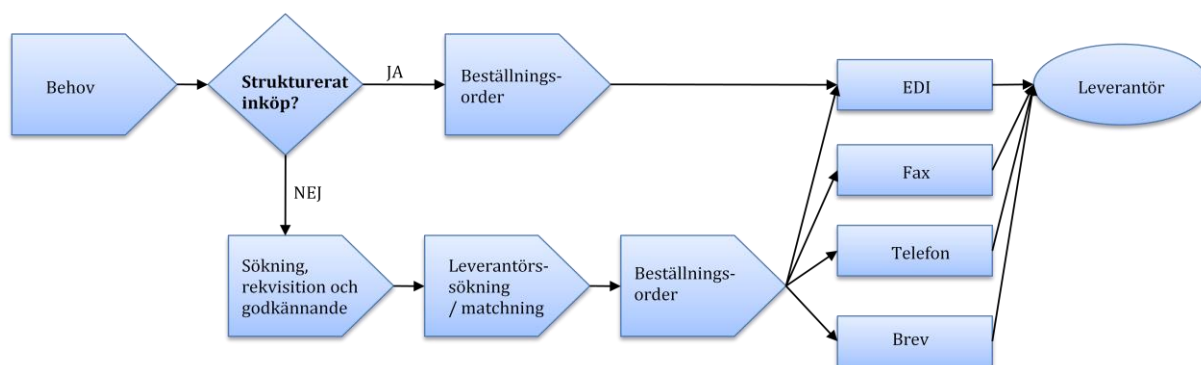 Behov
Strukturerat
inköp?
JA
Beställnings-
order
EDI
Leverantör
Fax
NEJ
Sökning,
rekvisition och
godkännande
Leverantörs-
sökning
/ matchning
Beställnings-
order
Telefon
Brev